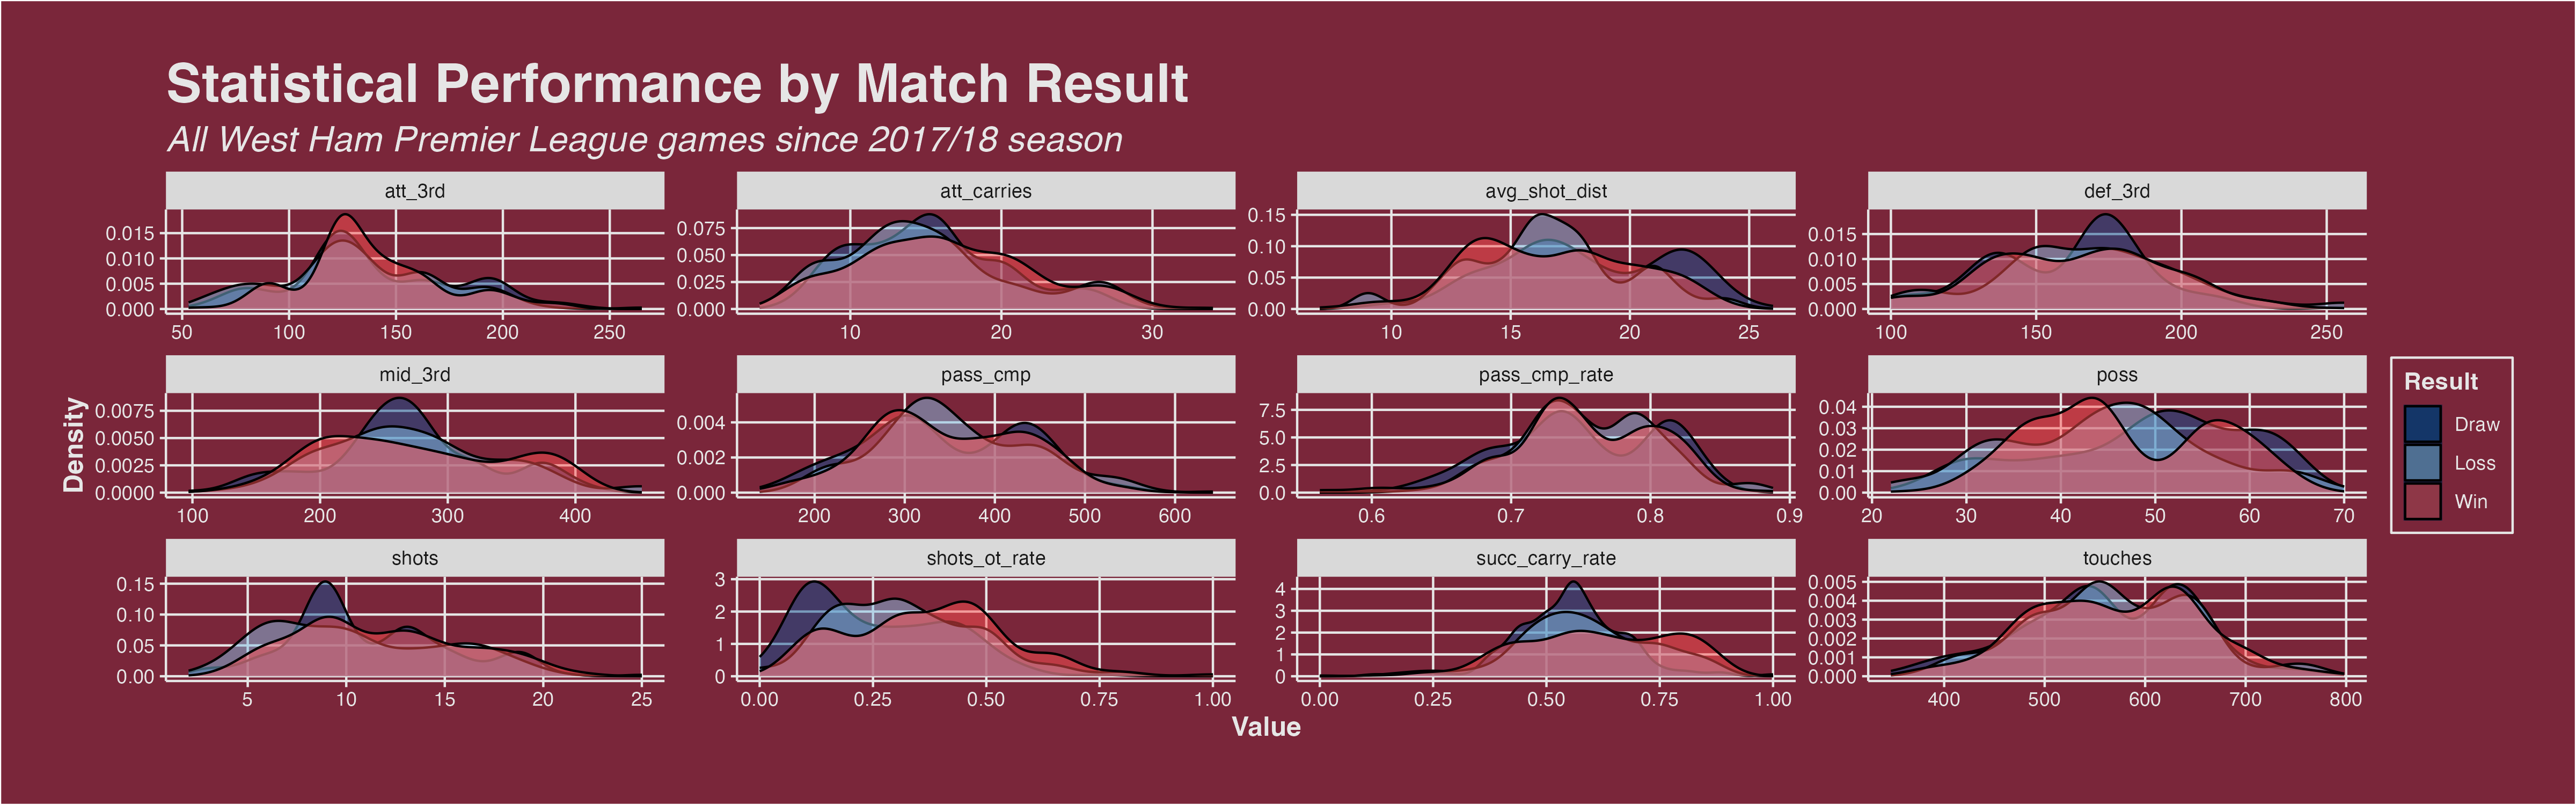 Statistical Performance by Match Result
All West Ham Premier League games since 2017/18 season
att_3rd
0.015
0.010
0.005
0.000
50 100 150 200 250
att_carries
0.075
0.050
0.025
0.000
10 20 30
avg_shot_dist
0.15
0.10
0.05
0.00
10 15 20 25
def_3rd
0.015
0.010
0.005
0.000
100 150 200 250
Density
mid_3rd
0.0075
0.0050
0.0025
0.0000
100 200 300 400
pass_cmp
0.004
0.002
0.000
200 300 400 500 600
pass_cmp_rate
7.5
5.0
2.5
0.0
0.6 0.7 0.8 0.9
poss
0.04
0.03
0.02
0.01
0.00
20 30 40 50 60 70
Result
Draw
Loss
Win
shots
0.15
0.10
0.05
0.00
5 10 15 20 25
shots_ot_rate
3
2
1
0
0.00 0.25 0.50 0.75 1.00
succ_carry_rate
4
3
2
1
0
0.00 0.25 0.50 0.75 1.00
touches
0.005
0.004
0.003
0.002
0.001
0.000
400 500 600 700 800
Value